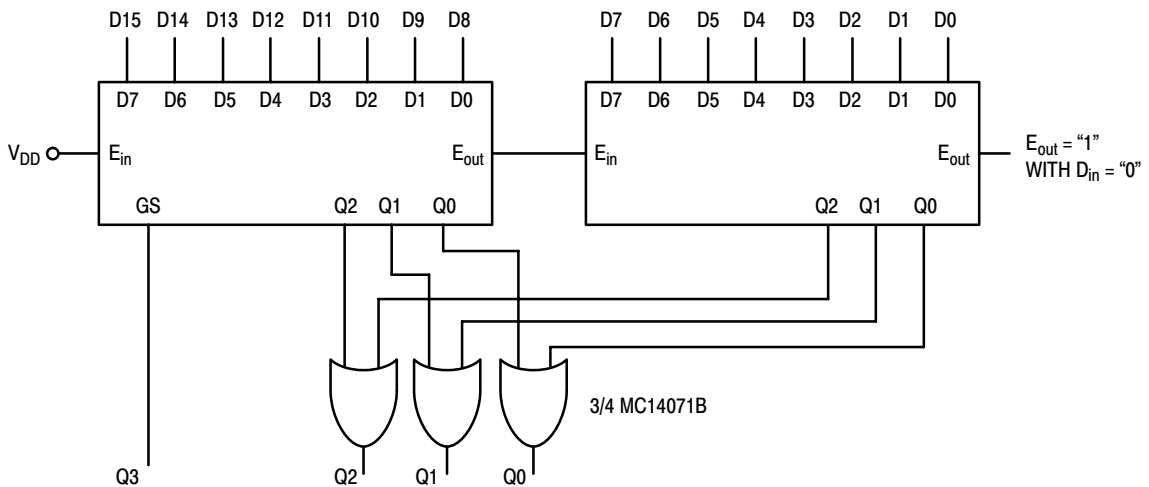 D15 D14 D13 D12 D11 D10 D9 D8 D7 D6 D5 D4 D3 D2 D1 D0
D7 D6 D5 D4 D3 D2 D1 D0 D7 D6 D5 D4 D3 D2 D1 D0
VDD Ein Eout Ein Eout Eout = “1”
WITH Din = “0”
GS Q2 Q1 Q0 Q2 Q1 Q0
3/4 MC14071B
Q3 Q2 Q1 Q0